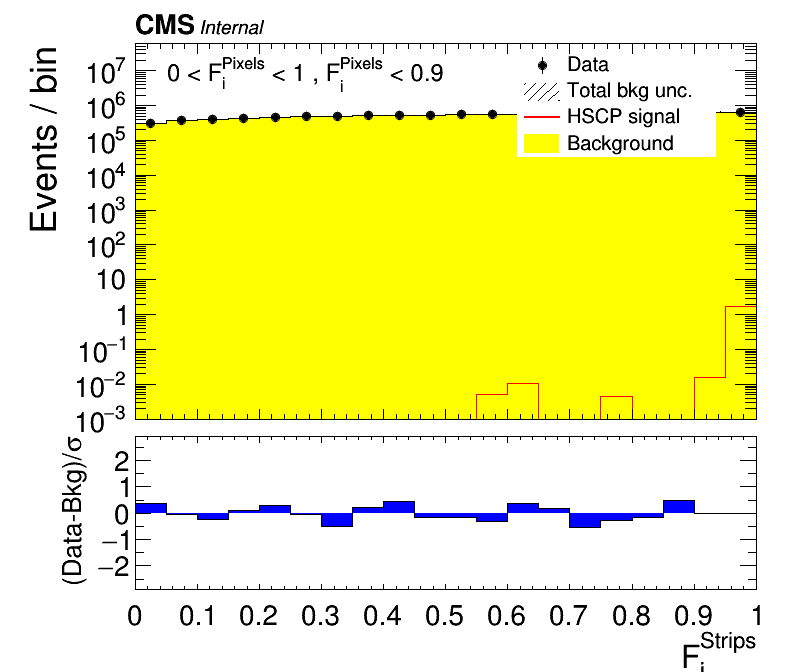 CMS Internal
0 < F_i^Pixels < 1 , F_i^Pixels < 0.9
Data
Total bkg unc.
HSCP signal
Background
Events / bin
10^7
10^6
10^5
10^4
10^3
10^2
10
1
10^−1
10^−2
10^−3
(Data-Bkg)/σ
2
1
0
−1
−2
0 0.1 0.2 0.3 0.4 0.5 0.6 0.7 0.8 0.9 1
F_i^Strips